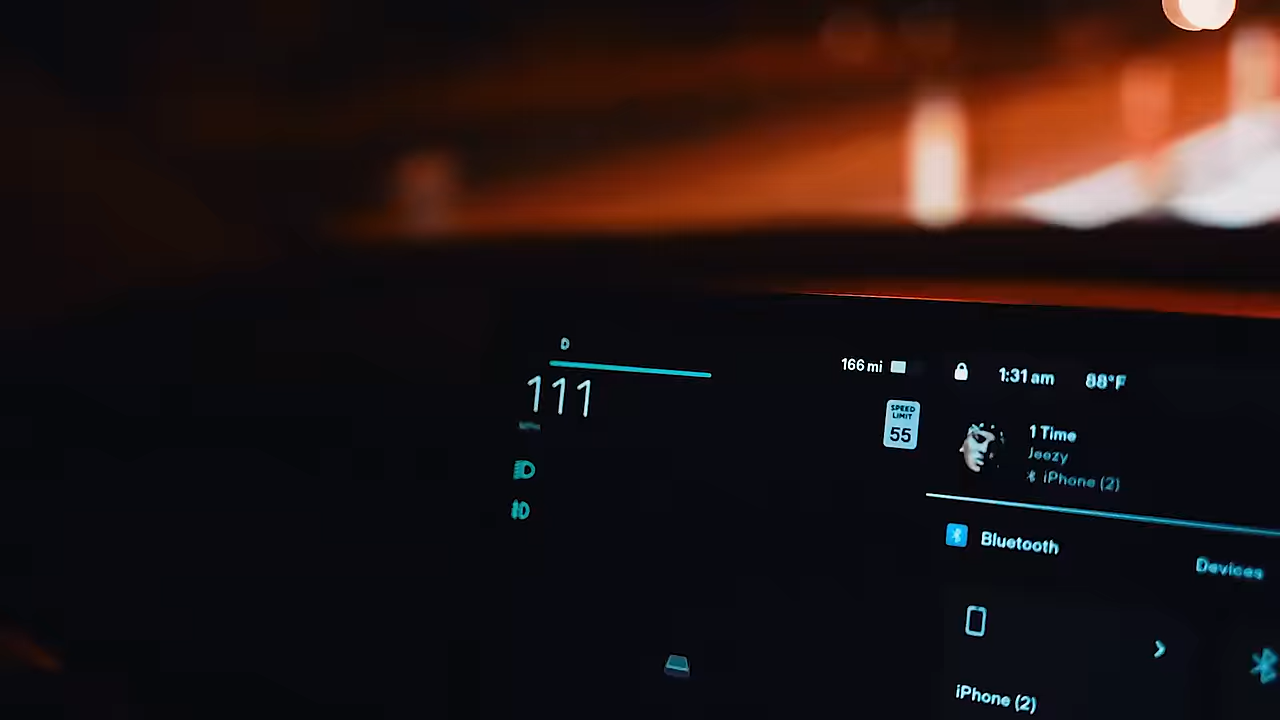 D
111
166 mi
1:31 am
88°F
SPEED
LIMIT
55
1 Time
Jeezy
iPhone (2)
Bluetooth
Devices
iPhone (2)